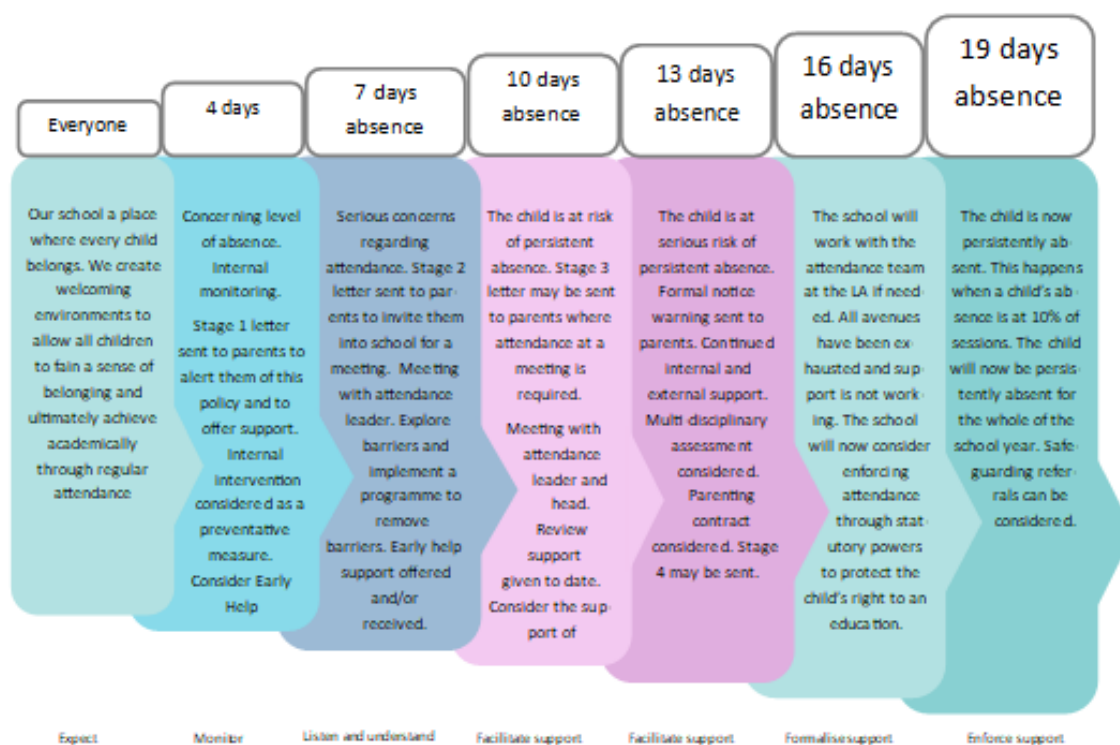 Everyone
Our school a place
where every child
belongs. We create
welcoming
environments to
allow all children
to fain a sense of
belonging and
ultimately achieve
academically
through regular
attendance
Expect
4 days
Concerning level
of absence.
Internal
monitoring.
Stage 1 letter
sent to parents to
alert them of this
policy and to
offer support.
Internal
intervention
considered as a
preventative
measure.
Consider Early
Help
Monitor
7 days
absence
Serious concerns
regarding
attendance. Stage 2
letter sent to par-
ents to invite them
into school for a
meeting. Meeting
with attendance
leader. Explore
barriers and
implement a
programme to
remove
barriers. Early help
support offered
and/or
received.
Listen and understand
10 days
absence
The child is at risk
of persistent
absence. Stage 3
letter may be sent
to parents where
attendance at a
meeting is
required.
Meeting with
attendance
leader and
head.
Review
support
given to date.
Consider the sup-
port of
Facilitate support
13 days
absence
The child is at
serious risk of
persistent absence.
Formal notice
warning sent to
parents. Continued
internal and
external support.
Multi-disciplinary
assessment
considered.
Parenting
contract
considered. Stage
4 may be sent.
Facilitate support
16 days
absence
The school will
work with the
attendance team
at the LA if need-
ed. All avenues
have been ex-
hausted and sup-
port is not work-
ing. The school
will now consider
enforcing
attendance
through stat-
utory powers
to protect the
child's right to an
education.
Formalise support
19 days
absence
The child is now
persistently ab-
sent. This happens
when a child's ab-
sence is at 10% of
sessions. The child
will now be persis-
tently absent for
the whole of the
school year. Safe-
guarding refer-
rals can be
considered.
Enforce support